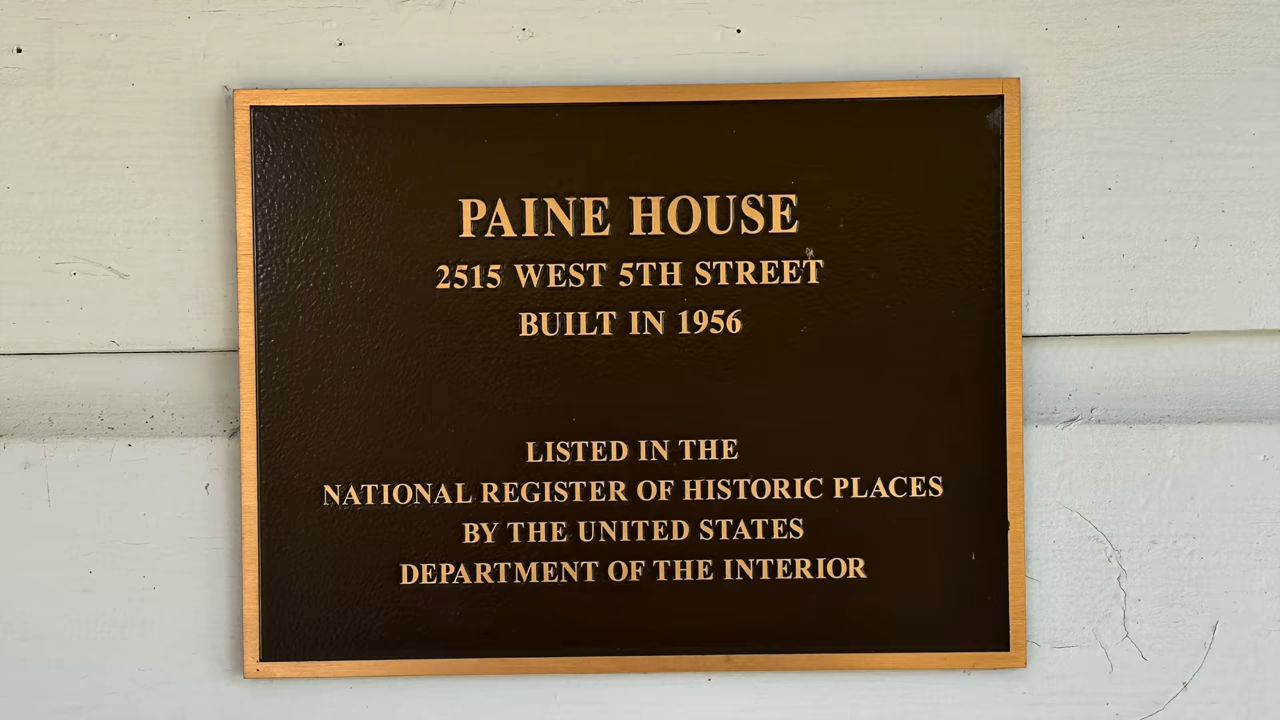 PAINE HOUSE
2515 WEST 5TH STREET
BUILT IN 1956
LISTED IN THE
NATIONAL REGISTER OF HISTORIC PLACES
BY THE UNITED STATES
DEPARTMENT OF THE INTERIOR